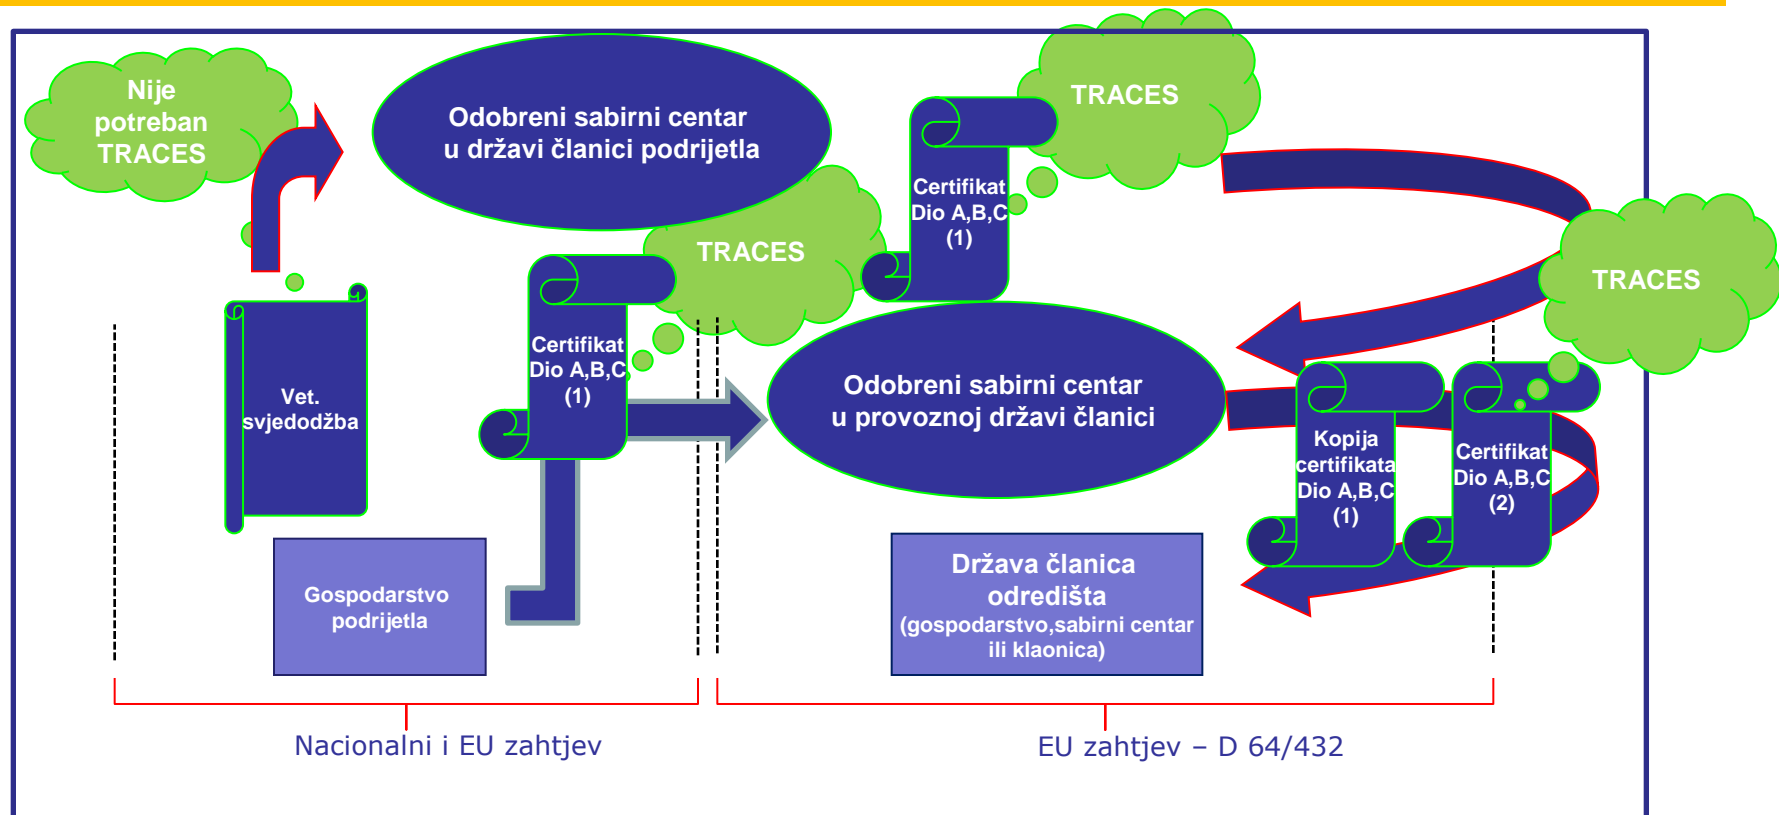 Nije
potreban
TRACES
Odobreni sabirni centar
u državi članici podrijetla
TRACES
Certifikat
Dio A,B,C
(1)
TRACES
TRACES
Certifikat
Dio A,B,C
(1)
Vet.
svjedodžba
Odobreni sabirni centar
u provoznoj državi članici
Kopija
certifikata
Dio A,B,C
(1)
Certifikat
Dio A,B,C
(2)
Gospodarstvo
podrijetla
Država članica
odredišta
(gospodarstvo,sabirni centar
ili klaonica)
Nacionalni i EU zahtjev
EU zahtjev – D 64/432